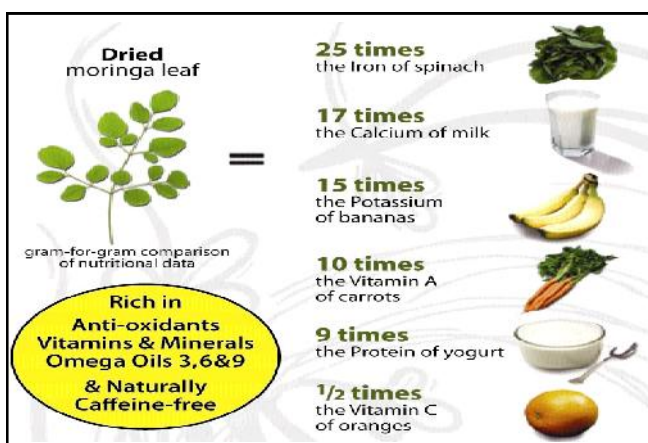 Dried
moringa leaf
=
gram-for-gram comparison
of nutritional data
Rich in
Anti-oxidants
Vitamins & Minerals
Omega Oils 3,6&9
& Naturally
Caffeine-free
25 times
the Iron of spinach
17 times
the Calcium of milk
15 times
the Potassium
of bananas
10 times
the Vitamin A
of carrots
9 times
the Protein of yogurt
1/2 times
the Vitamin C
of oranges